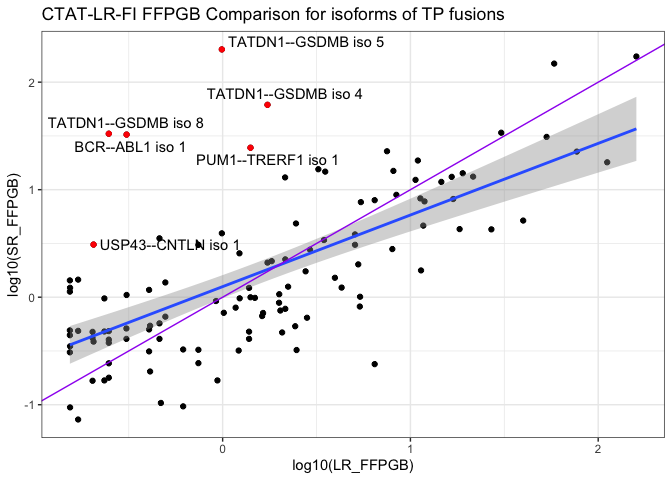 CTAT-LR-FI FFPGB Comparison for isoforms of TP fusions
TATDN1--GSDMB iso 5
2
TATDN1--GSDMB iso 4
TATDN1--GSDMB iso 8
BCR--ABL1 iso 1
PUM1--TRERF1 iso 1
1
USP43--CNTLN iso 1
0
-1
log10(SR_FFPGB)
0
1
2
log10(LR_FFPGB)